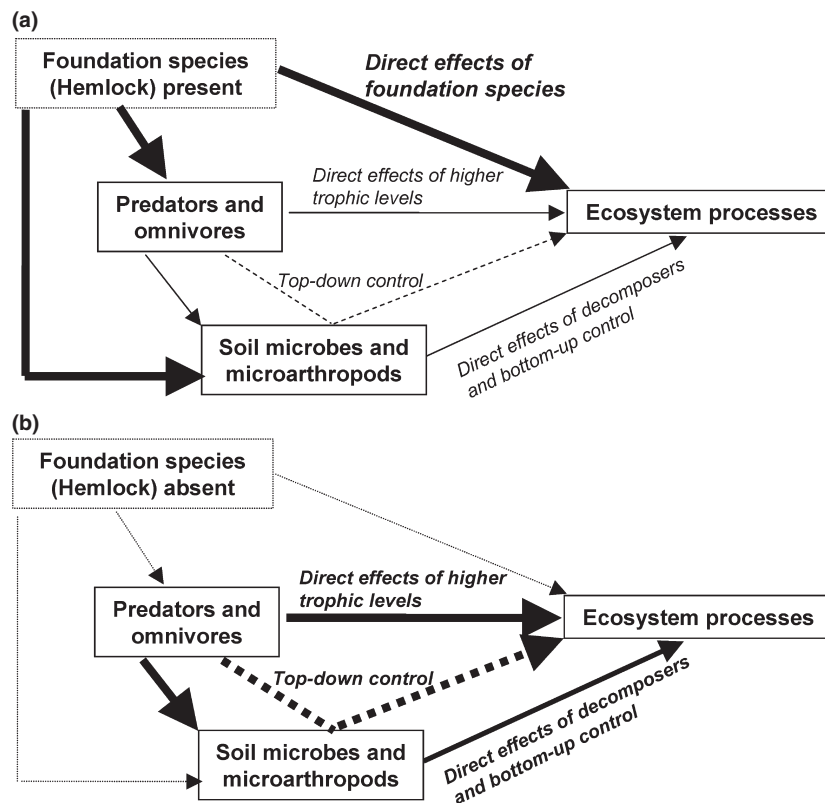 (a)
Foundation species
(Hemlock) present
Direct effects of
foundation species
Direct effects of higher
trophic levels
Predators and
omnivores
Ecosystem processes
Top-down control
Soil microbes and
microarthropods
Direct effects of decomposers
and bottom-up control
(b)
Foundation species
(Hemlock) absent
Direct effects of higher
trophic levels
Predators and
omnivores
Ecosystem processes
Top-down control
Soil microbes and
microarthropods
Direct effects of decomposers
and bottom-up control